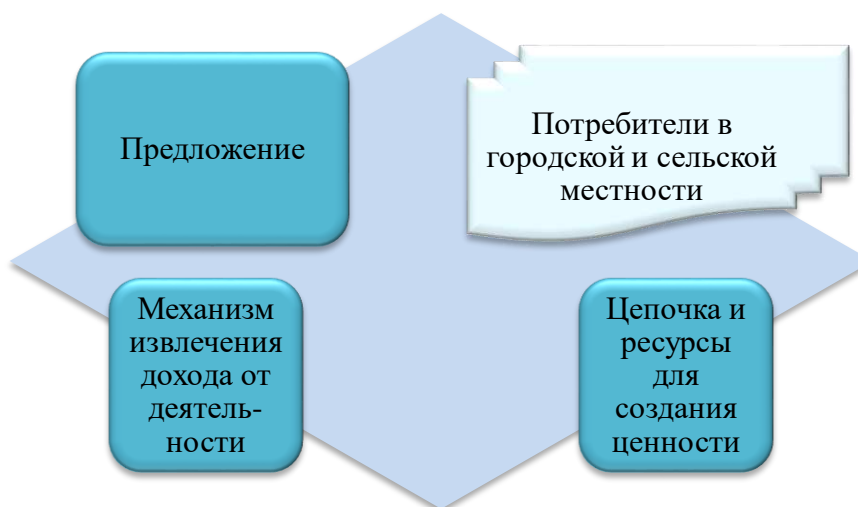 Предложение
Потребители в
городской и сельской
местности
Механизм
извлечения
дохода от
деятель-
ности
Цепочка и
ресурсы
для
создания
ценности